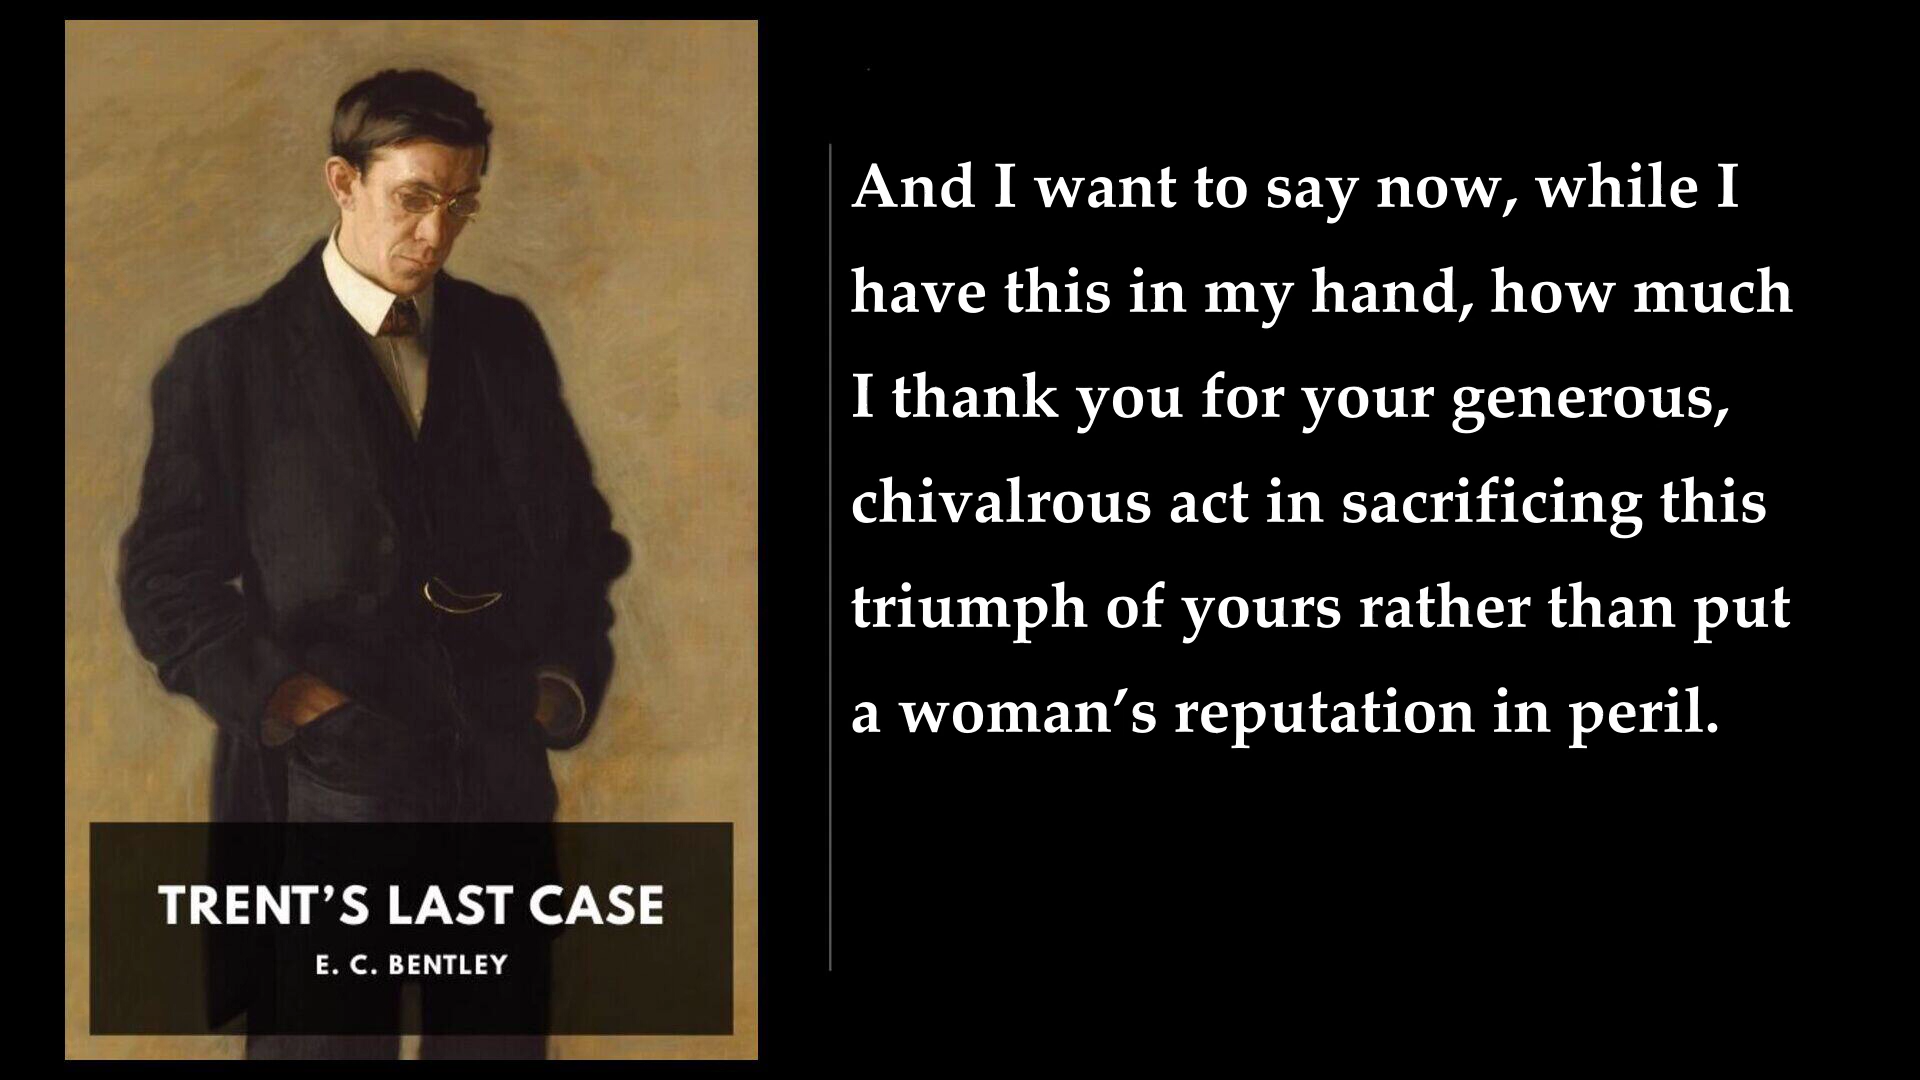 And I want to say now, while I
have this in my hand, how much
I thank you for your generous,
chivalrous act in sacrificing this
triumph of yours rather than put
a woman’s reputation in peril.
TRENT’S LAST CASE
E. C. BENTLEY